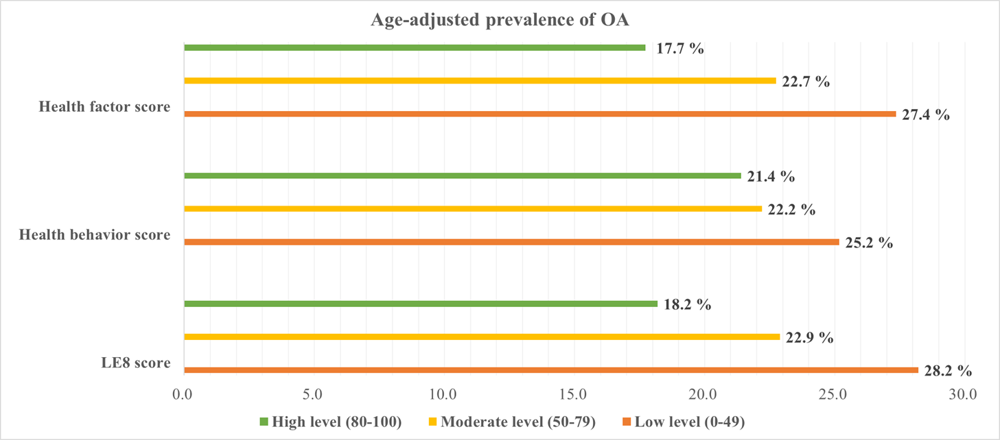 Age-adjusted prevalence of OA
17.7 %
22.7 %
Health factor score
27.4 %
21.4 %
22.2 %
Health behavior score
25.2 %
18.2 %
22.9 %
LE8 score
28.2 %
0.0 5.0 10.0 15.0 20.0 25.0 30.0
High level (80-100) Moderate level (50-79) Low level (0-49)